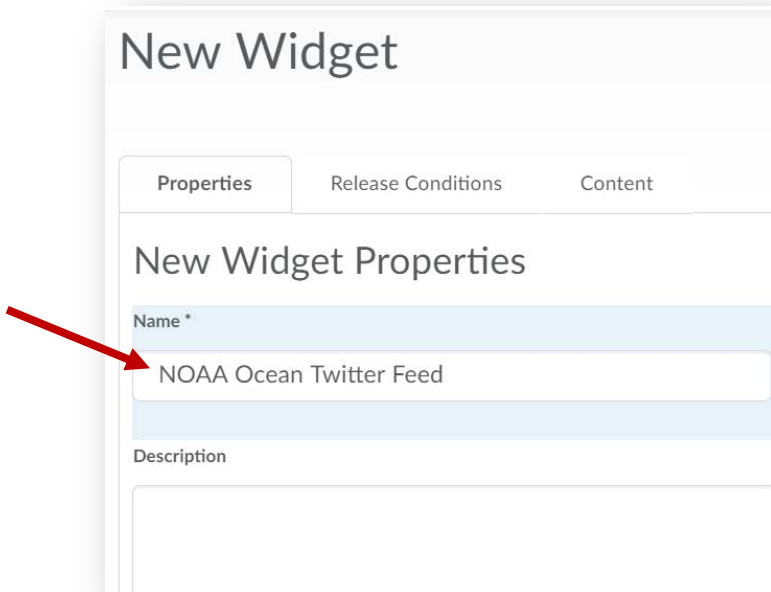 New Widget
Properties Release Conditions Content
New Widget Properties
Name *
NOAA Ocean Twitter Feed
Description